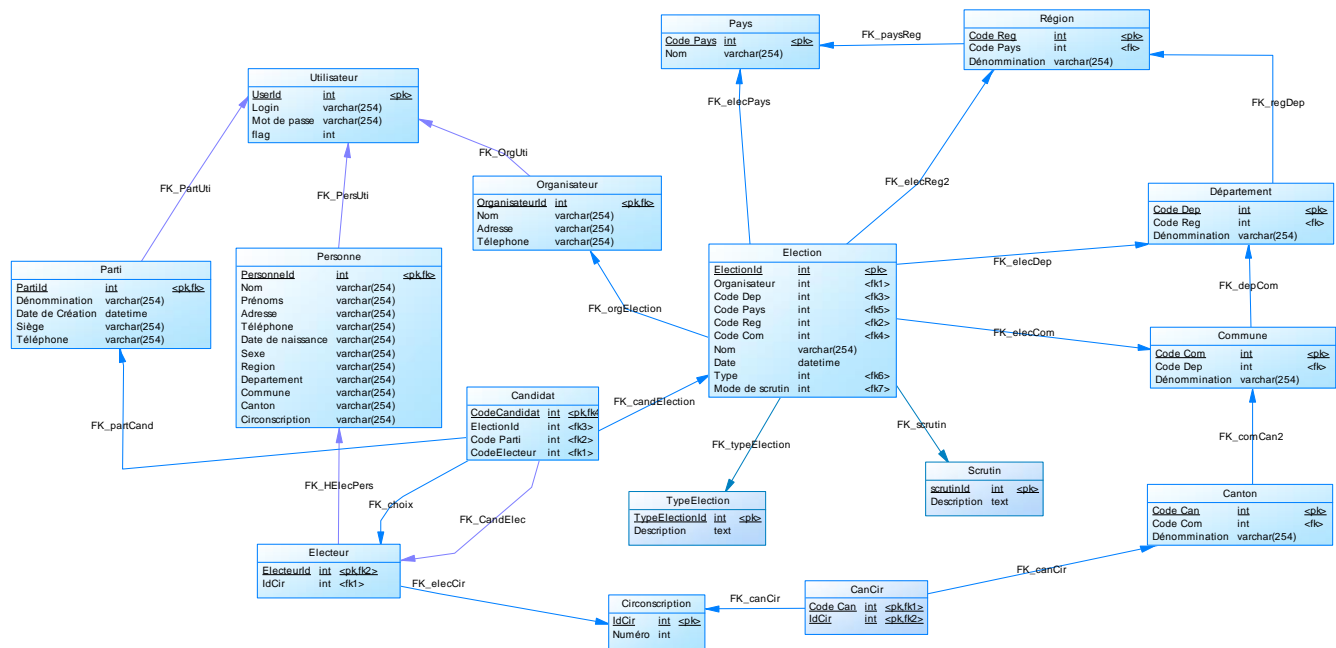 Pays
Code Pays int <pk>
Nom varchar(254)
Région
Code Reg int <pk>
Code Pays int <fk>
Dénommination varchar(254)
FK_paysReg
Utilisateur
UserId int <pk>
Login varchar(254)
Mot de passe varchar(254)
flag int
FK_elecPays
FK_regDep
FK_OrgUti
FK_PartUti
FK_PersUti
FK_elecReg2
Organisateur
OrganisateurId int <pk,fk>
Nom varchar(254)
Adresse varchar(254)
Télephone varchar(254)
Département
Code Dep int <pk>
Code Reg int <fk>
Dénommination varchar(254)
Parti
PartiId int <pk,fk>
Dénommination varchar(254)
Date de Création datetime
Siège varchar(254)
Téléphone varchar(254)
Personne
PersonneId int <pk,fk>
Nom varchar(254)
Prénoms varchar(254)
Adresse varchar(254)
Téléphone varchar(254)
Date de naissance varchar(254)
Sexe varchar(254)
Region varchar(254)
Departement varchar(254)
Commune varchar(254)
Canton varchar(254)
Circonscription varchar(254)
Election
ElectionId int <pk>
Organisateur int <fk1>
Code Dep int <fk3>
Code Pays int <fk5>
Code Reg int <fk2>
Code Com int <fk4>
Nom varchar(254)
Date datetime
Type int <fk6>
Mode de scrutin int <fk7>
FK_elecDep
FK_depCom
FK_orgElection
FK_elecCom
Commune
Code Com int <pk>
Code Dep int <fk>
Dénommination varchar(254)
Candidat
CodeCandidat int <pk,fk4
ElectionId int <fk3>
Code Parti int <fk2>
CodeElecteur int <fk1>
FK_candElection
FK_partCand
FK_scrutin
FK_typeElection
FK_comCan2
FK_HElecPers
FK_choix
FK_CandElec
Scrutin
scrutinId int <pk>
Description text
TypeElection
TypeElectionId int <pk>
Description text
Canton
Code Can int <pk>
Code Com int <fk>
Dénommination varchar(254)
Electeur
ElecteurId int <pk,fk2>
IdCir int <fk1>
FK_elecCir
FK_canCir
FK_canCir
CanCir
Code Can int <pk,fk1>
IdCir int <pk,fk2>
Circonscription
IdCir int <pk>
Numéro int